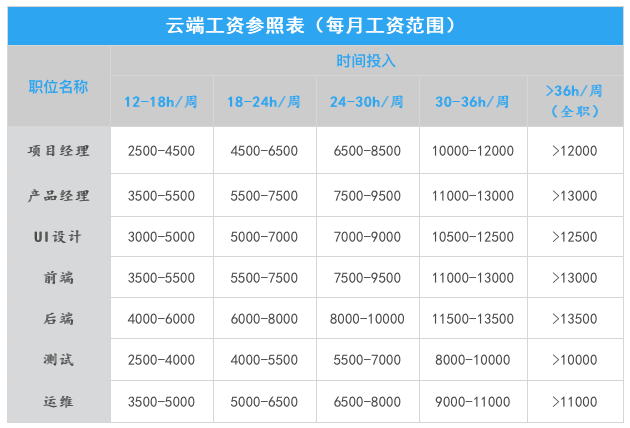 云端工资参照表（每月工资范围）
职位名称 时间投入
12-18h/周 18-24h/周 24-30h/周 30-36h/周 >36h/周
（全职）
项目经理 2500-4500 4500-6500 6500-8500 10000-12000 >12000
产品经理 3500-5500 5500-7500 7500-9500 11000-13000 >13000
UI设计 3000-5000 5000-7000 7000-9000 10500-12500 >12500
前端 3500-5500 5500-7500 7500-9500 11000-13000 >13000
后端 4000-6000 6000-8000 8000-10000 11500-13500 >13500
测试 2500-4000 4000-5500 5500-7000 8000-10000 >10000
运维 3500-5000 5000-6500 6500-8000 9000-11000 >11000